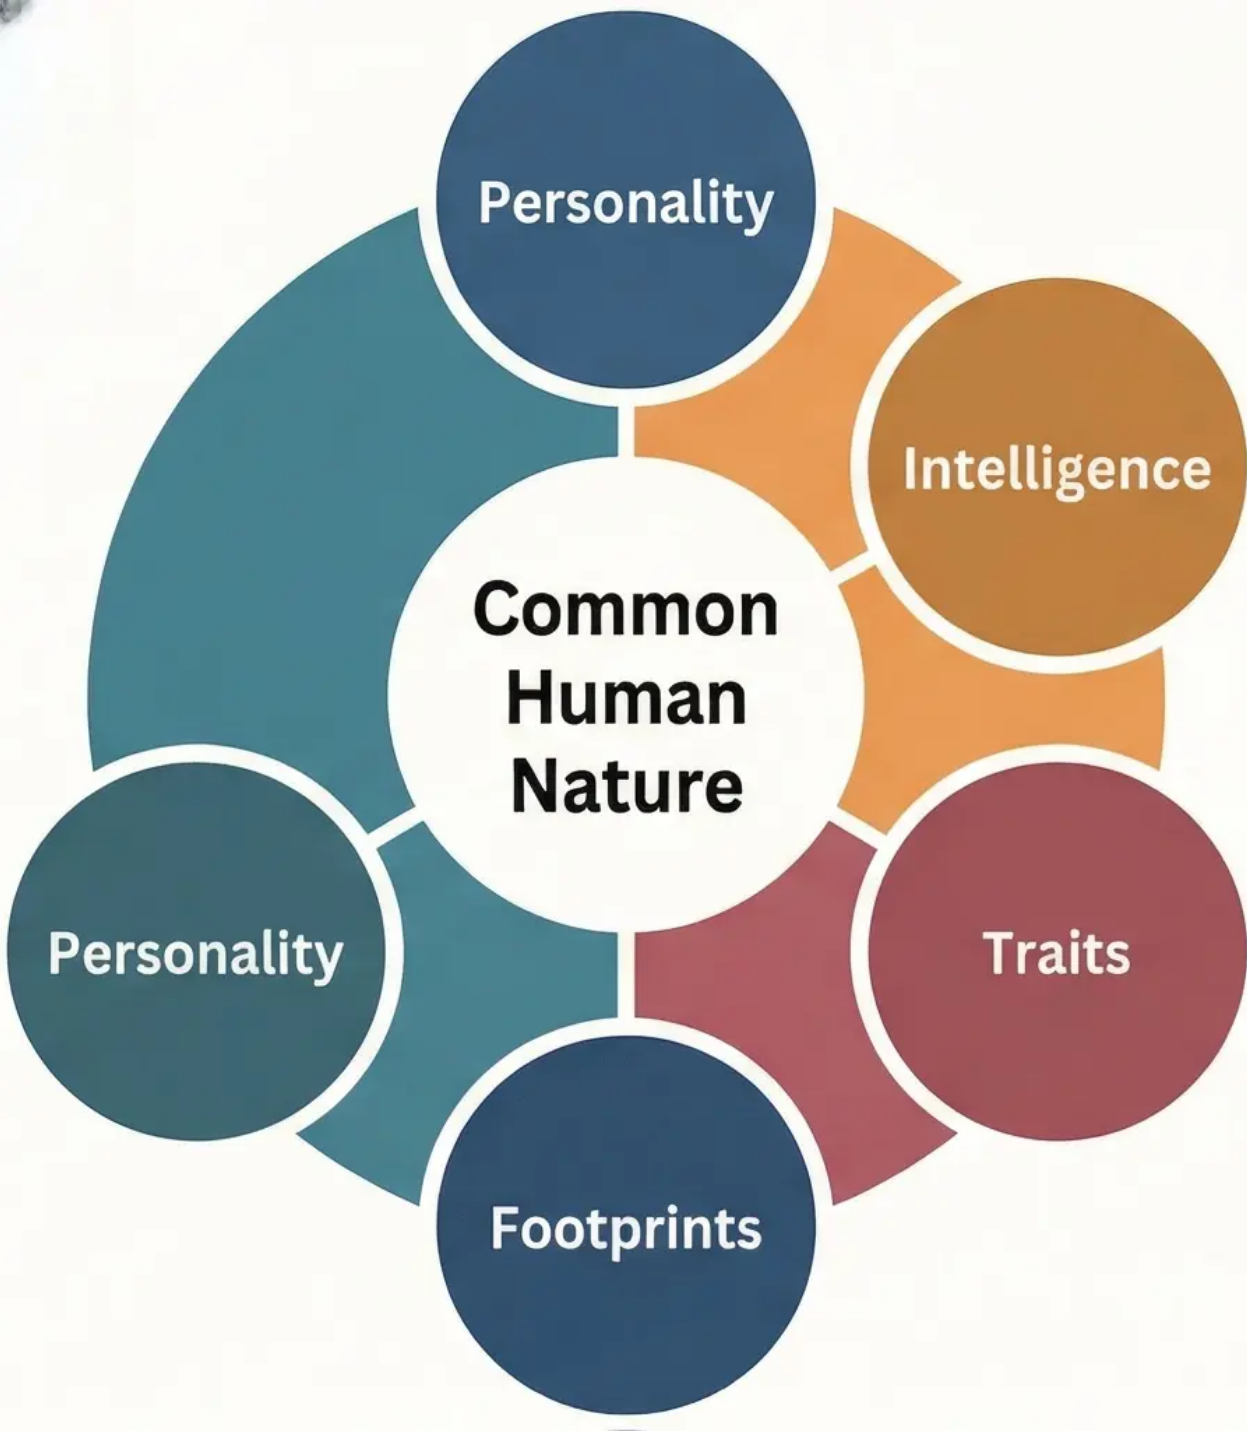 Personality
Intelligence
Common
Human
Nature
Personality
Traits
Footprints